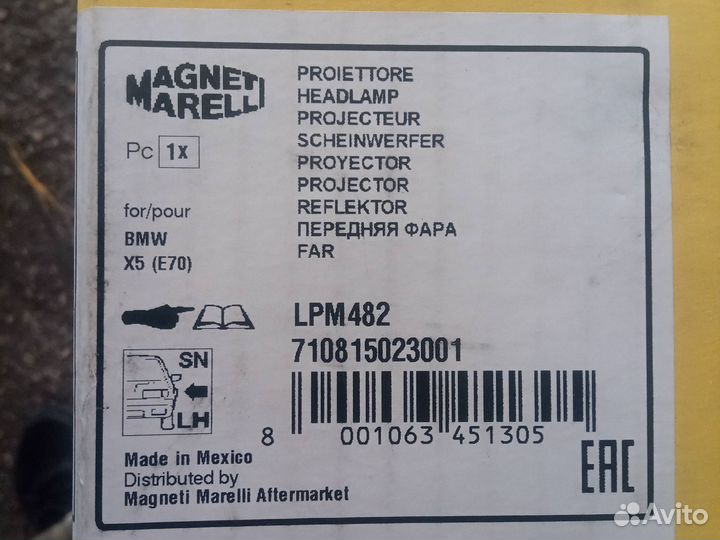 MAGNETI
MARELLI
Pc 1x
for/pour
BMW
X5 (E70)
PROIETTORE
HEADLAMP
PROJECTEUR
SCHEINWERFER
PROYECTOR
PROJECTOR
REFLEKTOR
ПЕРЕДНЯЯ ФАРА
FAR
LPM482
710815023001
SN
LH
8 001063 451305
Made in Mexico
Distributed by
Magneti Marelli Aftermarket
EAC
Avito